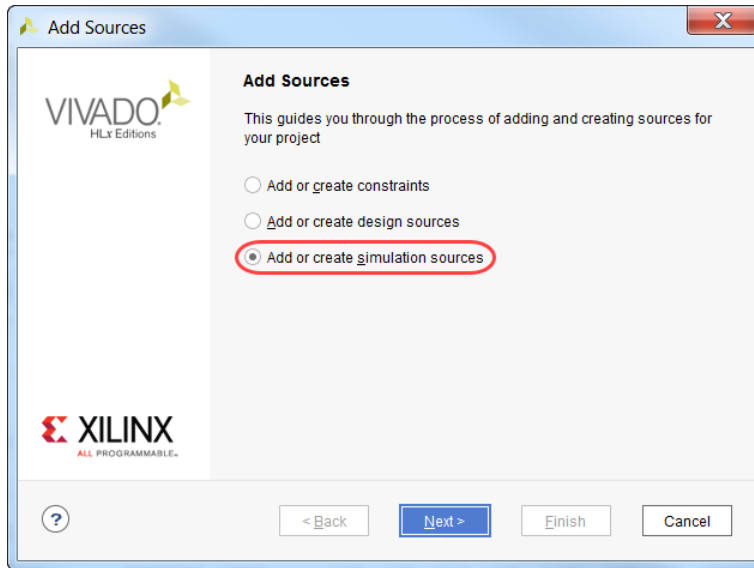 Add Sources
X
VIVADO.
HLx Editions
Add Sources
This guides you through the process of adding and creating sources for
your project
Add or create constraints
Add or create design sources
Add or create simulation sources
XILINX
ALL PROGRAMMABLE™
?
< Back
Next >
Finish
Cancel